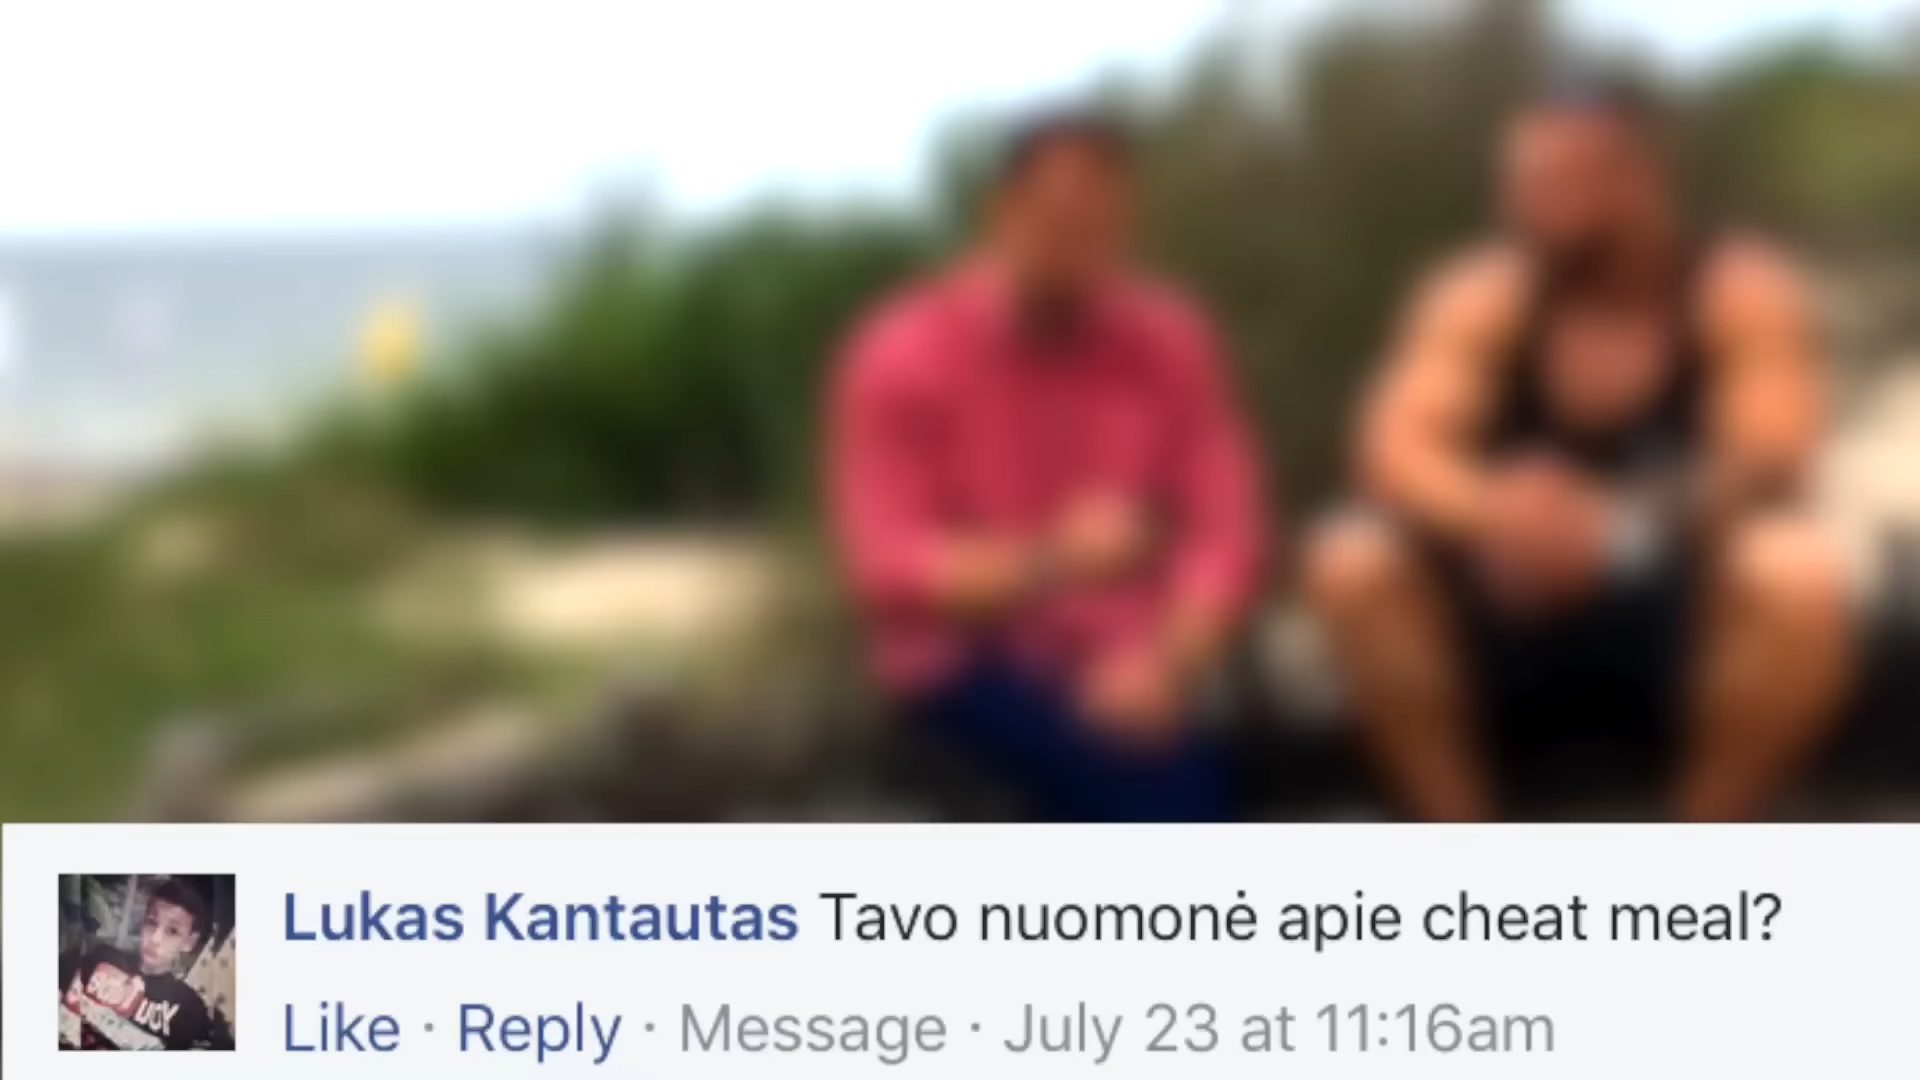 Lukas Kantautas Tavo nuomonė apie cheat meal?
Like · Reply · Message · July 23 at 11:16am